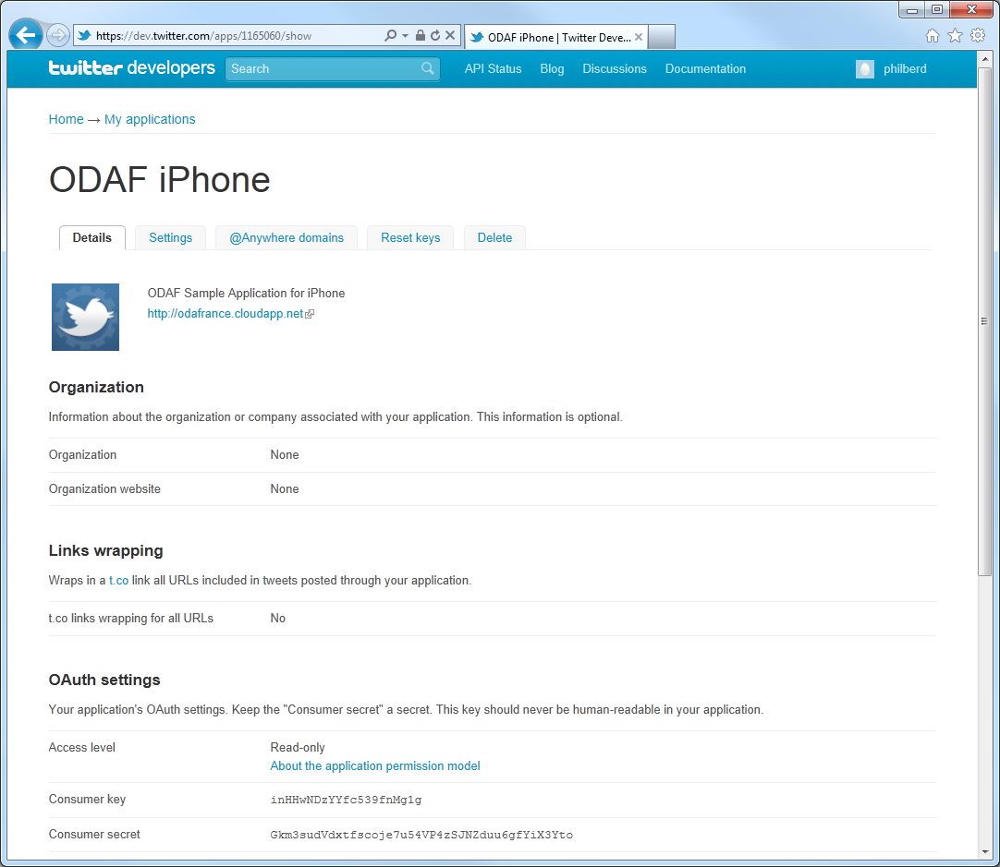 https://dev.twitter.com/apps/1165060/show
ODAF iPhone | Twitter Deve...
twitter developers Search API Status Blog Discussions Documentation philberd
Home → My applications
ODAF iPhone
Details Settings @Anywhere domains Reset keys Delete
ODAF Sample Application for iPhone
http://odafrance.cloudapp.net
Organization
Information about the organization or company associated with your application. This information is optional.
Organization None
Organization website None
Links wrapping
Wraps in a t.co link all URLs included in tweets posted through your application.
t.co links wrapping for all URLs No
OAuth settings
Your application's OAuth settings. Keep the "Consumer secret" a secret. This key should never be human-readable in your application.
Access level Read-only
About the application permission model
Consumer key inHHwNDzYYfc539fnMg1g
Consumer secret Gkm3sudVdxtfscoje7u54VP4zSJNZduu6gfYiX3Yto